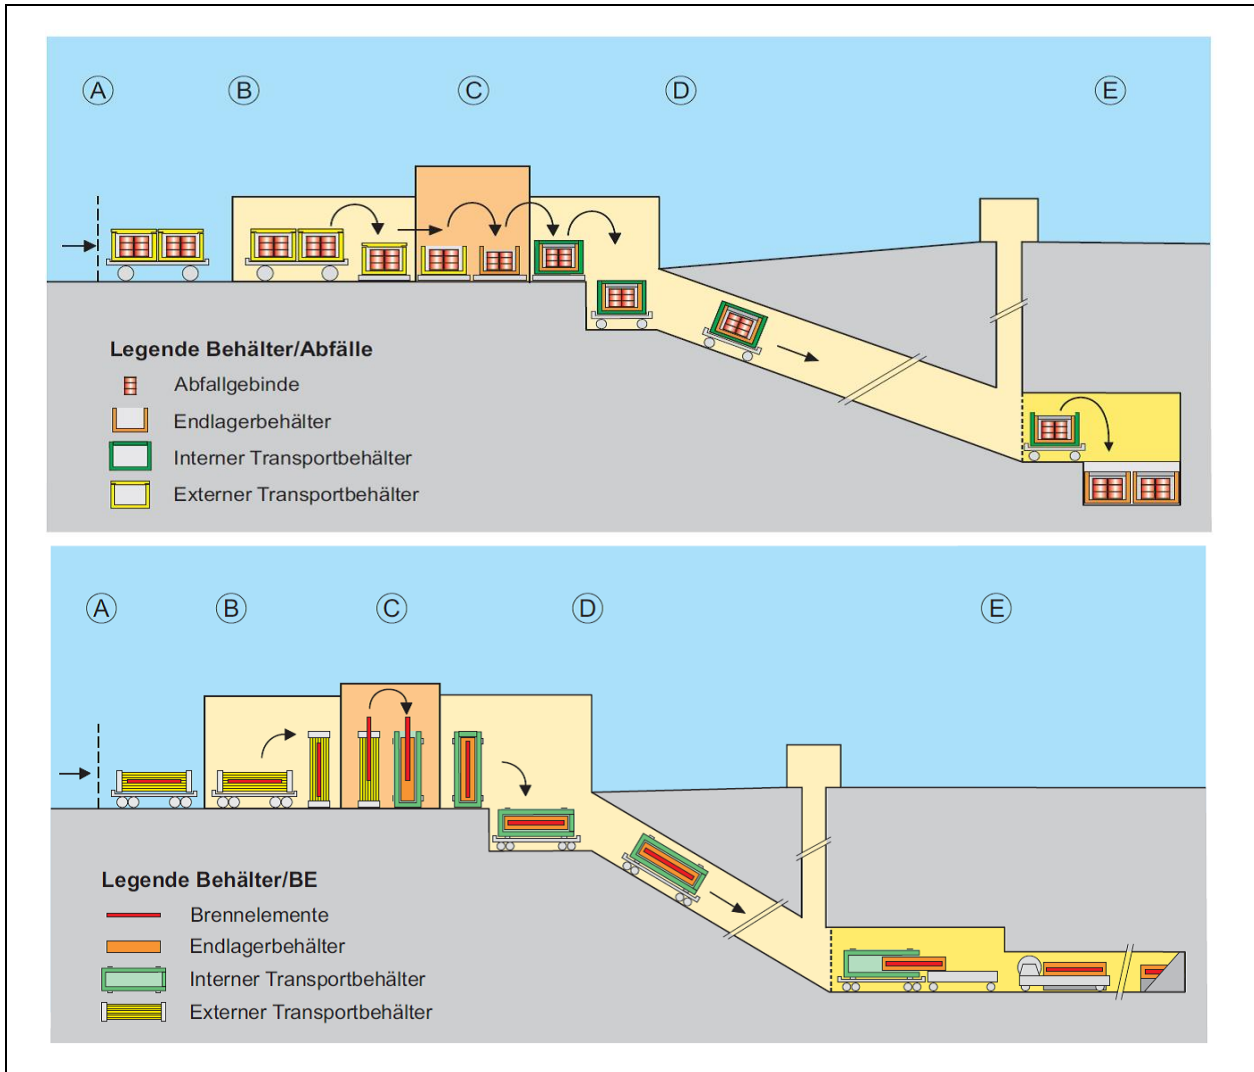 A B C D E
Legende Behälter/Abfälle
Abfallgebinde
Endlagerbehälter
Interner Transportbehälter
Externer Transportbehälter
A B C D E
Legende Behälter/BE
Brennelemente
Endlagerbehälter
Interner Transportbehälter
Externer Transportbehälter